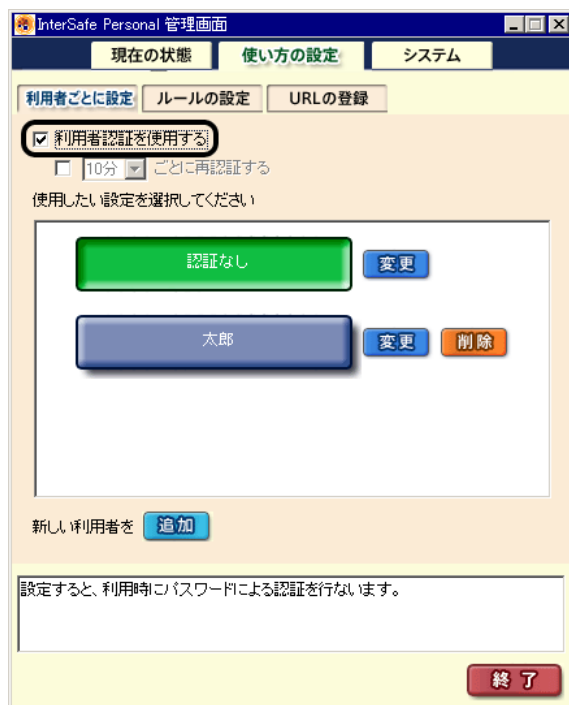 InterSafe Personal 管理画面
現在の状態 使い方の設定 システム
利用者ごとに設定 ルールの設定 URLの登録
利用者認証を使用する
10分 ごとに再認証する
使用したい設定を選択してください
認証なし 変更
太郎 変更 削除
新しい利用者を 追加
設定すると、利用時にパスワードによる認証を行ないます。
終了